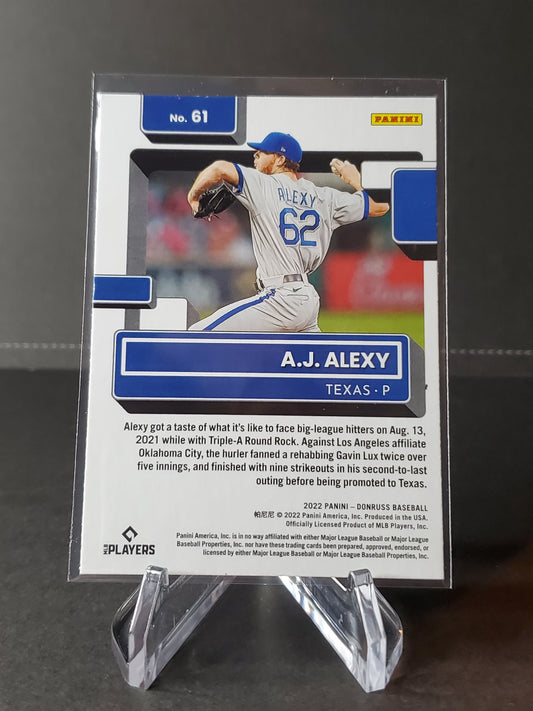 No. 61
PANINI
ALEXY
62
A.J. ALEXY
TEXAS • P
Alexy got a taste of what it's like to face big-league hitters on Aug. 13,
2021 while with Triple-A Round Rock. Against Los Angeles affiliate
Oklahoma City, the hurler fanned a rehabbing Gavin Lux twice over
five innings, and finished with nine strikeouts in his second-to-last
outing before being promoted to Texas.
2022 PANINI – DONRUSS BASEBALL
帕尼尼 © 2022 Panini America, Inc. Produced in the USA.
Officially Licensed Product of MLB Players, Inc.
MLB PLAYERS
Panini America, Inc. is in no way affiliated with either Major League Baseball or Major League
Baseball Properties, Inc., nor have these trading cards been prepared, approved, endorsed, or
licensed by either Major League Baseball or Major League Baseball Properties, Inc.